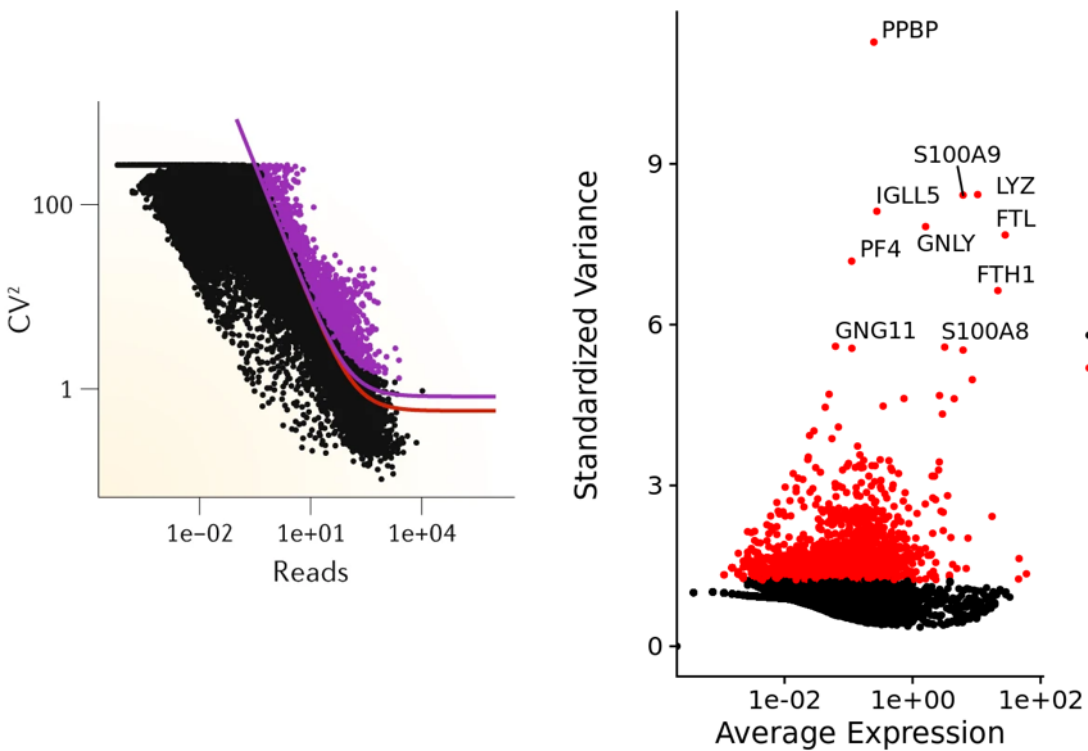 CV²
100
1
1e-02
1e+01
1e+04
Reads
Standardized Variance
9
6
3
0
PPBP
S100A9
LYZ
IGLL5
FTL
GNLY
PF4
FTH1
GNG11
S100A8
1e-02
1e+00
1e+02
Average Expression